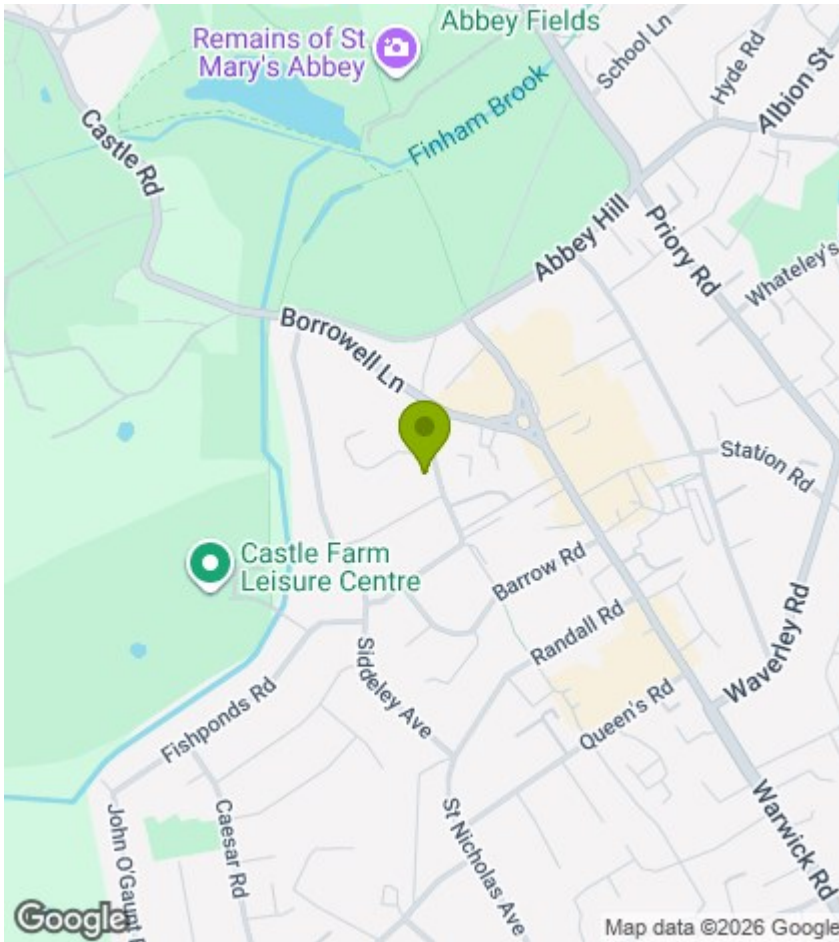 Abbey Fields
Remains of St
Mary's Abbey
School Ln
Hyde Rd
Albion St
Finham Brook
Castle Rd
Abbey Hill
Priory Rd
Whateley's
Borrowell Ln
Station Rd
Castle Farm
Leisure Centre
Barrow Rd
Randall Rd
Waverley Rd
Siddeley Ave
Fishponds Rd
Queen's Rd
Caesar Rd
John O'Gaunt
St Nicholas Ave
Warwick Rd
Google
Map data ©2026 Google